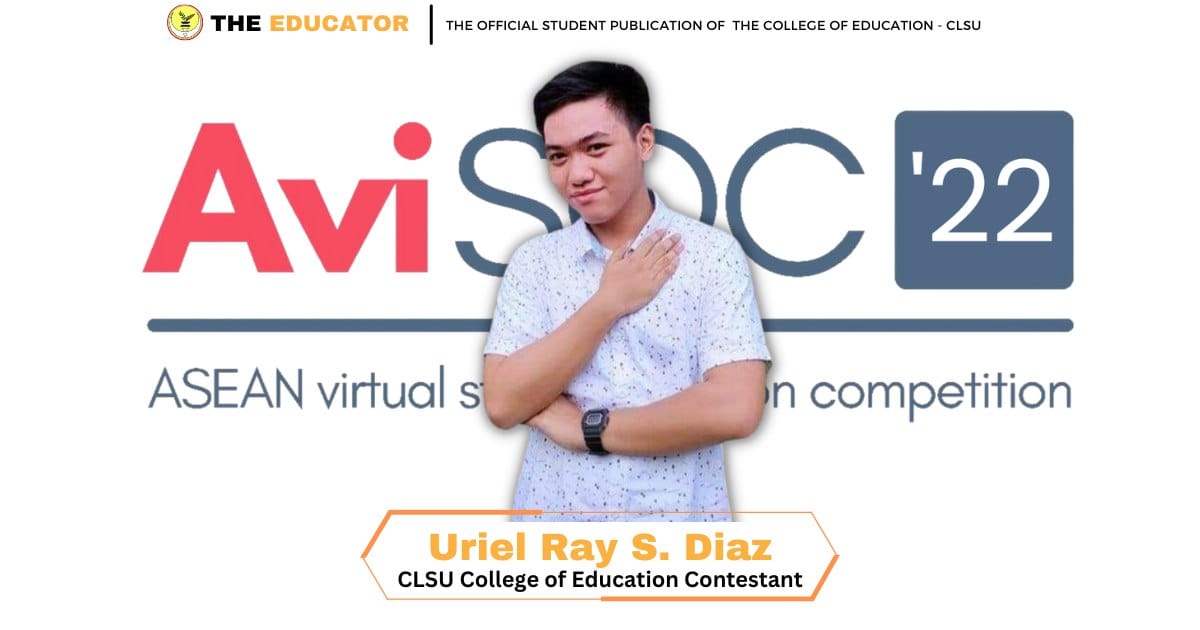 THE EDUCATOR
THE OFFICIAL STUDENT PUBLICATION OF THE COLLEGE OF EDUCATION - CLSU
AviSOC '22
ASEAN virtual competition
Uriel Ray S. Diaz
CLSU College of Education Contestant